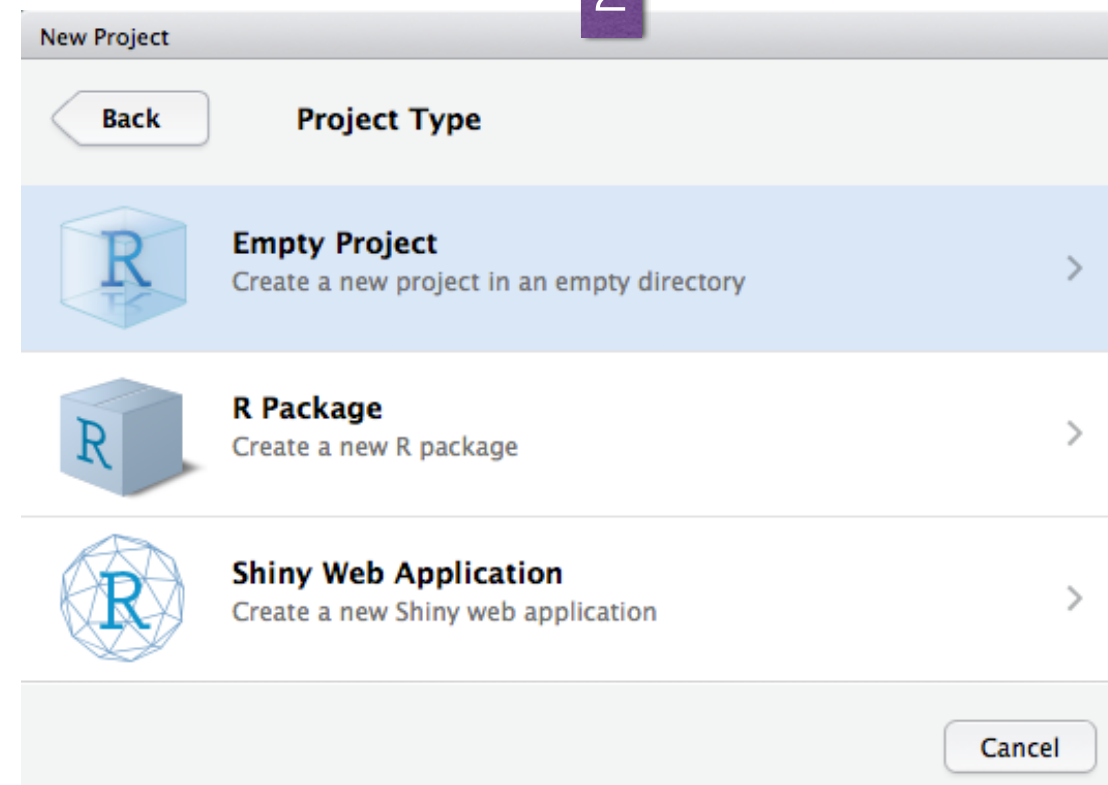 New Project
Back
Project Type
R
Empty Project
Create a new project in an empty directory
R
R Package
Create a new R package
R
Shiny Web Application
Create a new Shiny web application
Cancel